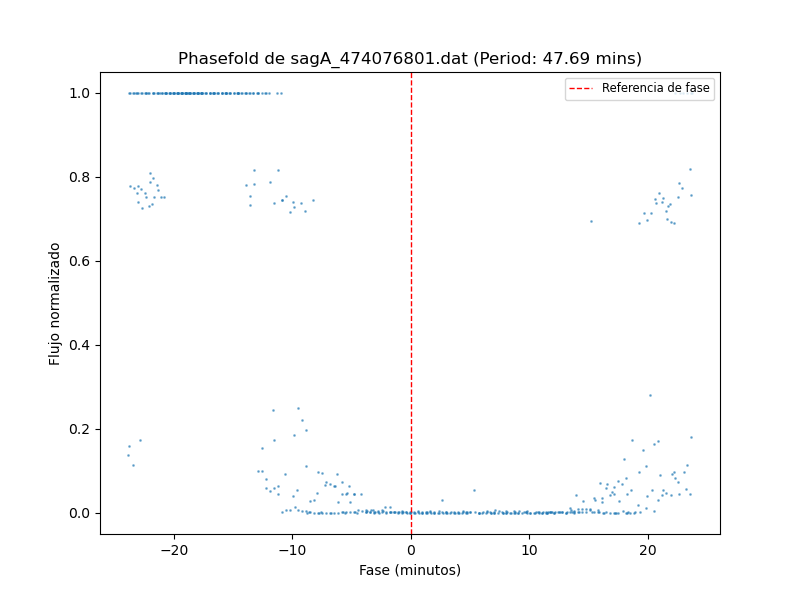 Phasefold de sagA_474076801.dat (Period: 47.69 mins)
Referencia de fase
Flujo normalizado
1.0
0.8
0.6
0.4
0.2
0.0
−20 −10 0 10 20
Fase (minutos)